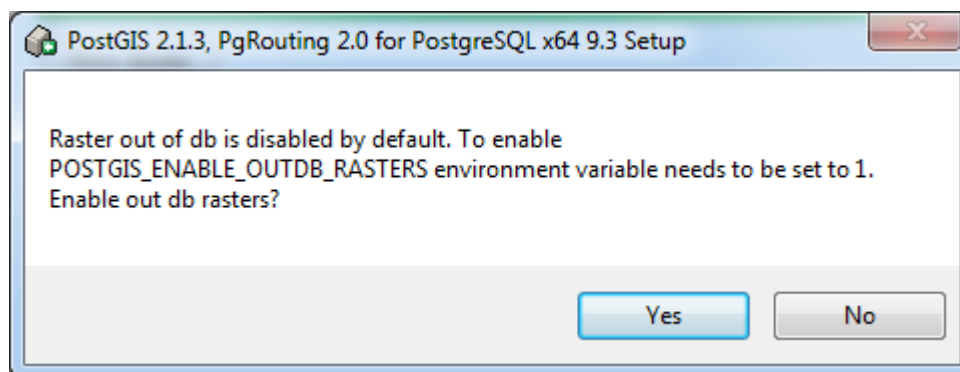 PostGIS 2.1.3, PgRouting 2.0 for PostgreSQL x64 9.3 Setup
Raster out of db is disabled by default. To enable
POSTGIS_ENABLE_OUTDB_RASTERS environment variable needs to be set to 1.
Enable out db rasters?
Yes No